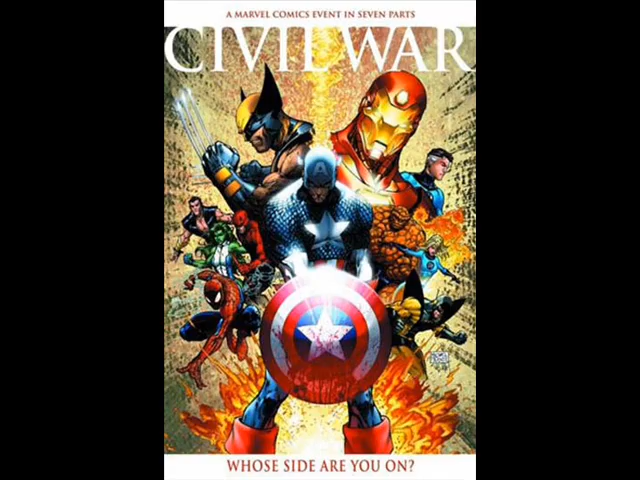 A MARVEL COMICS EVENT IN SEVEN PARTS
CIVIL WAR
A
WHOSE SIDE ARE YOU ON?